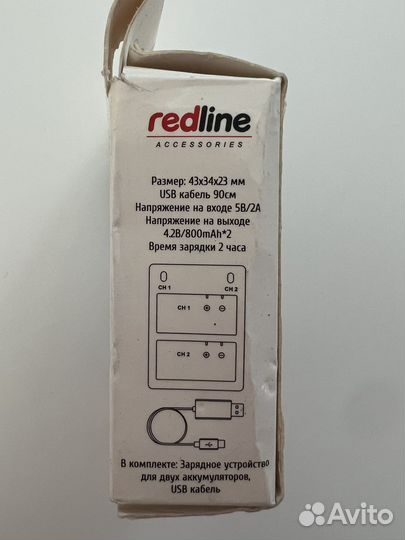 redline
ACCESSORIES
Размер: 43x34x23 мм
USB кабель 90см
Напряжение на входе 5В/2А
Напряжение на выходе
4.2В/800mAh*2
Время зарядки 2 часа
CH 1 CH 2
CH 1
CH 2
В комплекте: Зарядное устройство
для двух аккумуляторов,
USB кабель
Avito